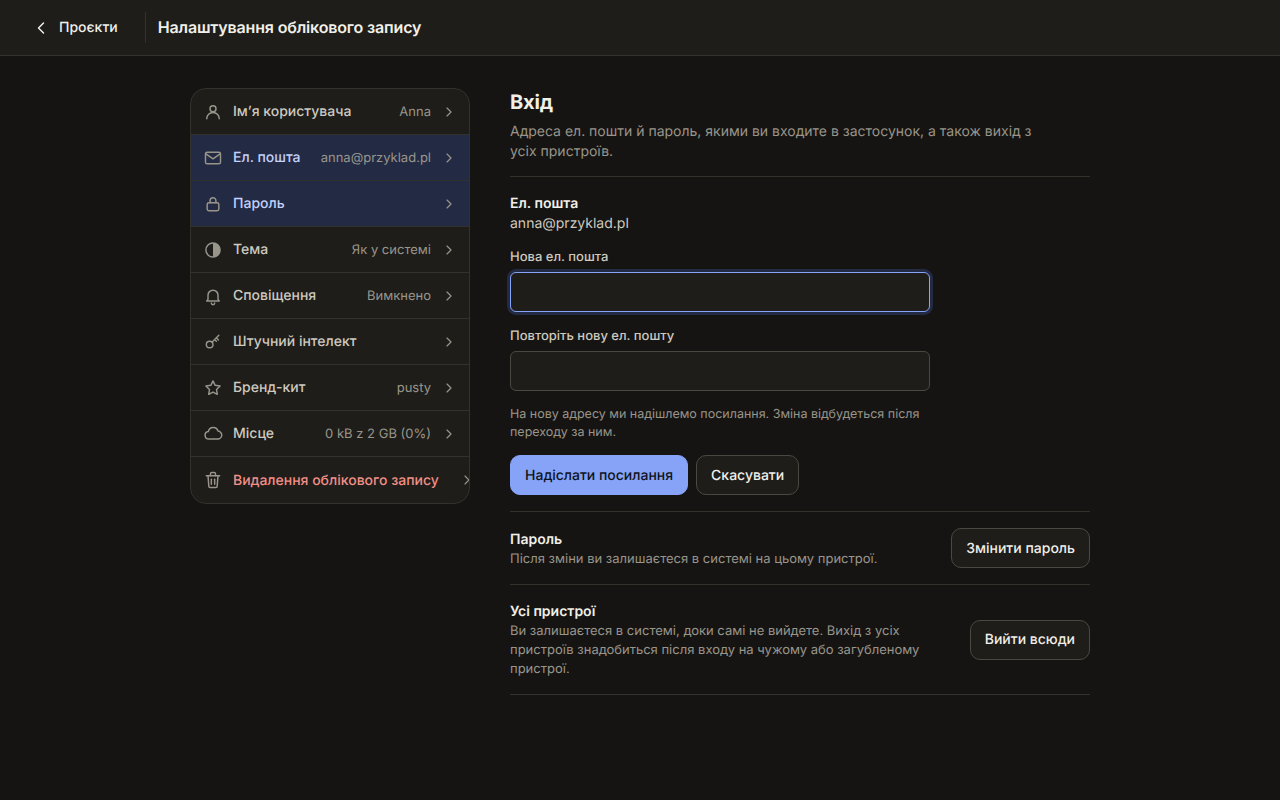 Проєкти
Налаштування облікового запису
Ім’я користувача Anna
Ел. пошта anna@przyklad.pl
Пароль
Тема Як у системі
Сповіщення Вимкнено
Штучний інтелект
Бренд-кит pusty
Місце 0 kB z 2 GB (0%)
Видалення облікового запису
Вхід
Адреса ел. пошти й пароль, якими ви входите в застосунок, а також вихід з
усіх пристроїв.
Ел. пошта
anna@przyklad.pl
Нова ел. пошта
Повторіть нову ел. пошту
На нову адресу ми надішлемо посилання. Зміна відбудеться після
переходу за ним.
Надіслати посилання Скасувати
Пароль
Після зміни ви залишаєтеся в системі на цьому пристрої.
Змінити пароль
Усі пристрої
Ви залишаєтеся в системі, доки самі не вийдете. Вихід з усіх
пристроїв знадобиться після входу на чужому або загубленому
пристрої.
Вийти всюди